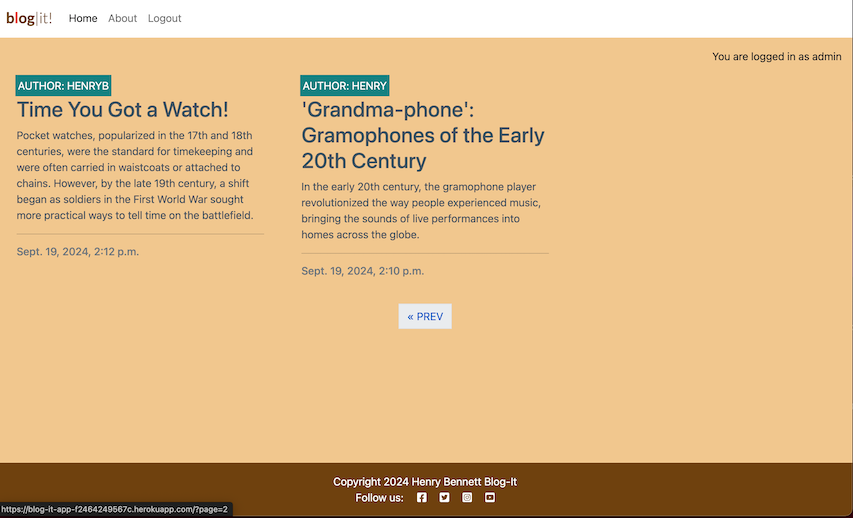 blog|it! Home About Logout
You are logged in as admin
AUTHOR: HENRYB
Time You Got a Watch!
Pocket watches, popularized in the 17th and 18th
centuries, were the standard for timekeeping and
were often carried in waistcoats or attached to
chains. However, by the late 19th century, a shift
began as soldiers in the First World War sought
more practical ways to tell time on the battlefield.
Sept. 19, 2024, 2:12 p.m.
AUTHOR: HENRY
'Grandma-phone':
Gramophones of the Early
20th Century
In the early 20th century, the gramophone player
revolutionized the way people experienced music,
bringing the sounds of live performances into
homes across the globe.
Sept. 19, 2024, 2:10 p.m.
« PREV
Copyright 2024 Henry Bennett Blog-It
Follow us:
https://blog-it-app-f2464249567c.herokuapp.com/?page=2